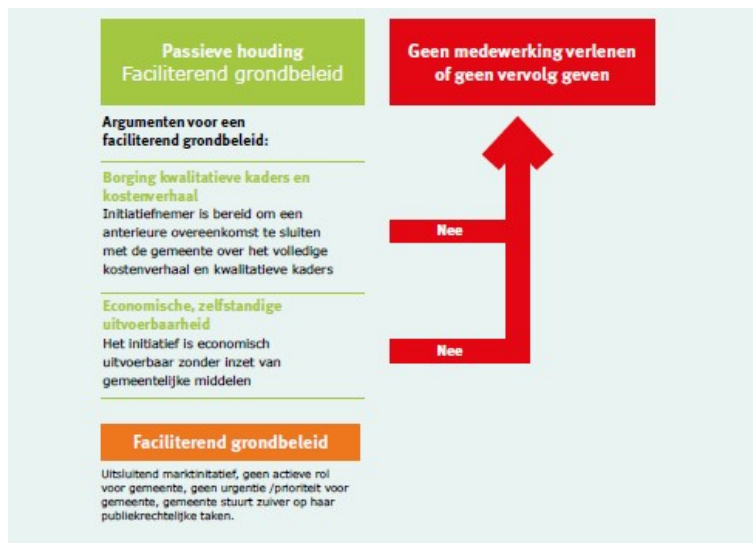 Passieve houding
Faciliterend grondbeleid
Geen medewerking verlenen
of geen vervolg geven
Argumenten voor een
faciliterend grondbeleid:
Borging kwalitatieve kaders en
kostenverhaal
Initiatiefnemer is bereid om een
anterieure overeenkomst te sluiten
met de gemeente over het volledige
kostenverhaal en kwalitatieve kaders
Nee
Economische, zelfstandige
uitvoerbaarheid
Het initiatief is economisch
uitvoerbaar zonder inzet van
gemeentelijke middelen
Nee
Faciliterend grondbeleid
Uitsluitend marktinitatief, geen actieve rol
voor gemeente, geen urgentie /prioriteit voor
gemeente, gemeente stuurt zuiver op haar
publiekrechtelijke taken.